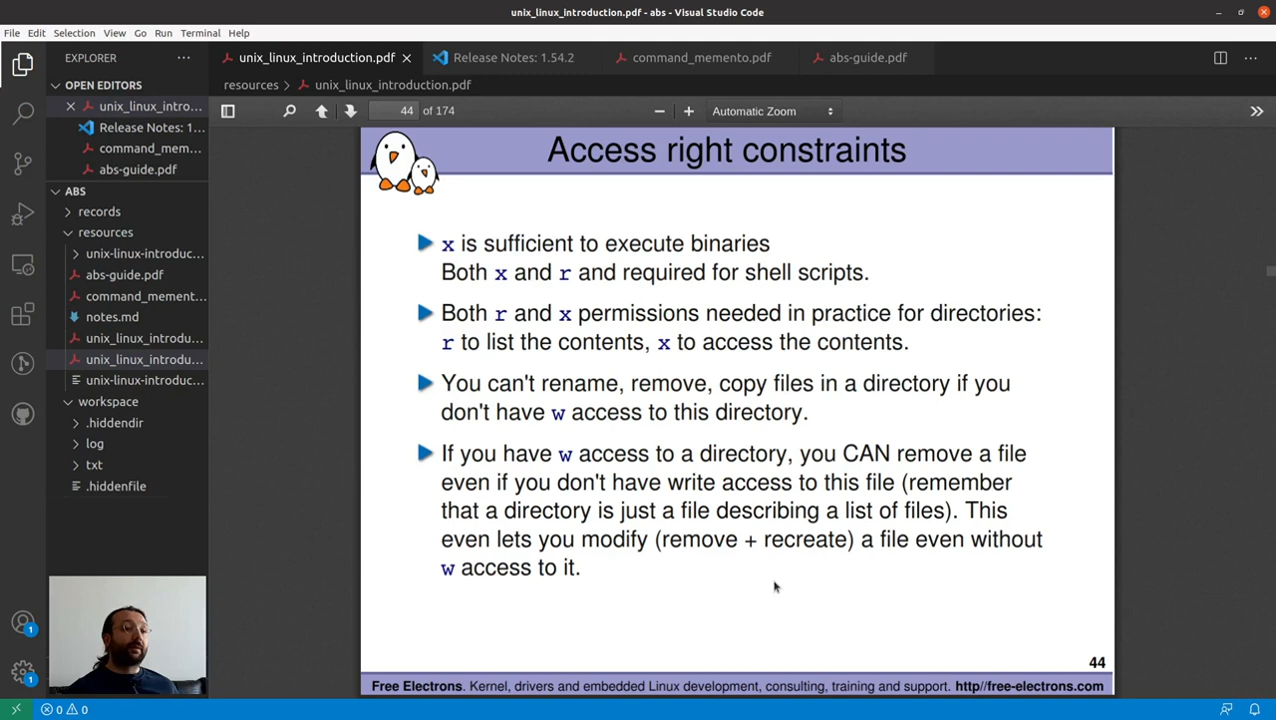 unix_linux_introduction.pdf - abs - Visual Studio Code
File Edit Selection View Go Run Terminal Help
EXPLORER
unix_linux_introduction.pdf
Release Notes: 1.54.2
command_memento.pdf
abs-guide.pdf
OPEN EDITORS
resources > unix_linux_introduction.pdf
unix_linux_intro...
Release Notes: 1...
command_mem...
abs-guide.pdf
44 of 174
Automatic Zoom
ABS
records
resources
unix-linux-introduc...
abs-guide.pdf
command_mement...
notes.md
unix_linux_introdu...
unix_linux_introdu...
unix-linux-introduc...
workspace
.hiddendir
log
txt
.hiddenfile
Access right constraints
x is sufficient to execute binaries
Both x and r and required for shell scripts.
Both r and x permissions needed in practice for directories:
r to list the contents, x to access the contents.
You can't rename, remove, copy files in a directory if you
don't have w access to this directory.
If you have w access to a directory, you CAN remove a file
even if you don't have write access to this file (remember
that a directory is just a file describing a list of files). This
even lets you modify (remove + recreate) a file even without
w access to it.
44
Free Electrons. Kernel, drivers and embedded Linux development, consulting, training and support. http//free-electrons.com
1
1
0 0